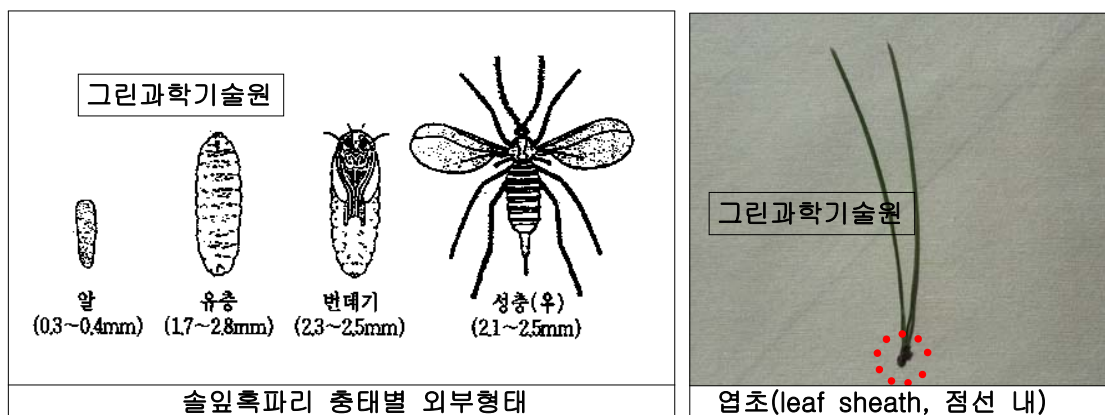 그린과학기술원
알
(0.3~0.4mm)
유충
(1.7~2.8mm)
번데기
(2.3~2.5mm)
성충(우)
(2.1~2.5mm)
솔잎혹파리 충태별 외부형태
그린과학기술원
엽초(leaf sheath, 점선 내)